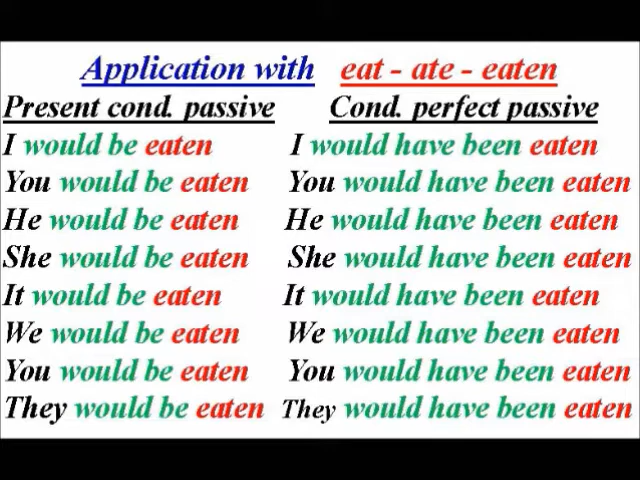 Application with eat - ate - eaten
Present cond. passive Cond. perfect passive
I would be eaten I would have been eaten
You would be eaten You would have been eaten
He would be eaten He would have been eaten
She would be eaten She would have been eaten
It would be eaten It would have been eaten
We would be eaten We would have been eaten
You would be eaten You would have been eaten
They would be eaten They would have been eaten